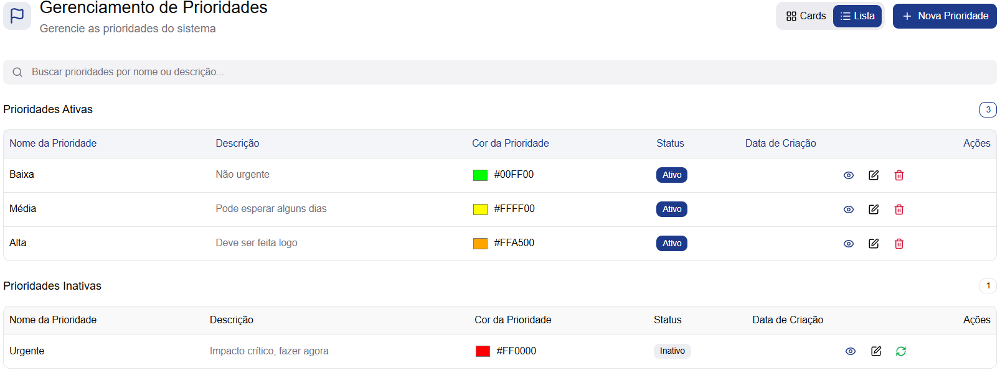 Gerenciamento de Prioridades
Gerencie as prioridades do sistema
Cards Lista Nova Prioridade
Buscar prioridades por nome ou descrição...
Prioridades Ativas 3
Nome da Prioridade Descrição Cor da Prioridade Status Data de Criação Ações
Baixa Não urgente #00FF00 Ativo
Média Pode esperar alguns dias #FFFF00 Ativo
Alta Deve ser feita logo #FFA500 Ativo
Prioridades Inativas 1
Nome da Prioridade Descrição Cor da Prioridade Status Data de Criação Ações
Urgente Impacto crítico, fazer agora #FF0000 Inativo